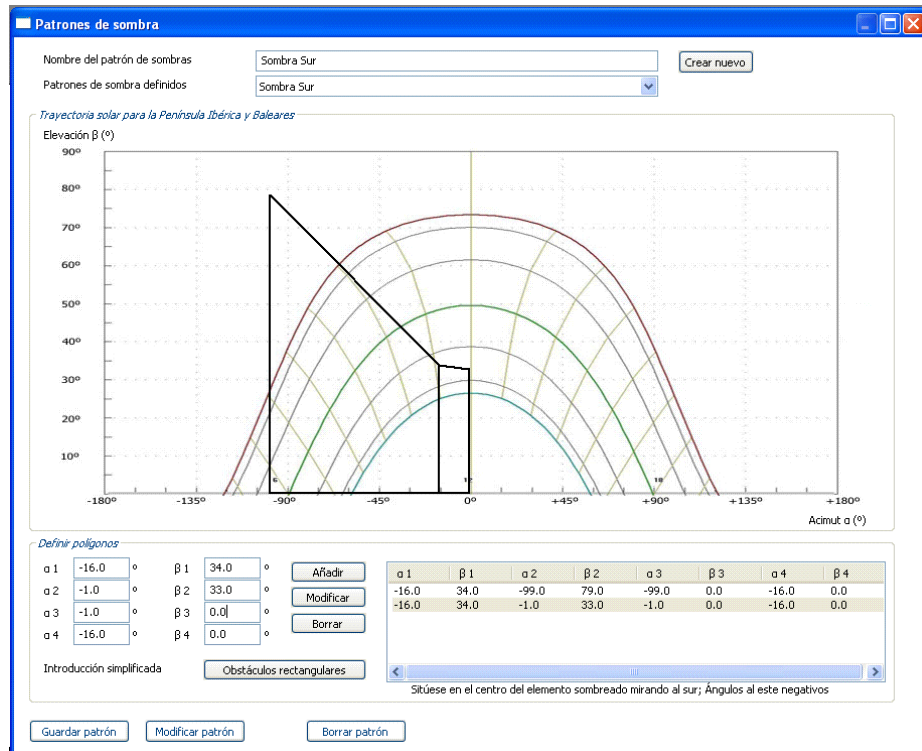 Patrones de sombra
Nombre del patrón de sombras Sombra Sur Crear nuevo
Patrones de sombra definidos Sombra Sur
Trayectoria solar para la Península Ibérica y Baleares
Elevación β (º)
90º
80º
70º
60º
50º
40º
30º
20º
10º
6 12 18
-180º -135º -90º -45º 0º +45º +90º +135º +180º
Acimut α (º)
Definir polígonos
α 1 -16.0 º β 1 34.0 º Añadir
α 2 -1.0 º β 2 33.0 º Modificar
α 3 -1.0 º β 3 0.0 º Borrar
α 4 -16.0 º β 4 0.0 º
α 1 β 1 α 2 β 2 α 3 β 3 α 4 β 4
-16.0 34.0 -99.0 79.0 -99.0 0.0 -16.0 0.0
-16.0 34.0 -1.0 33.0 -1.0 0.0 -16.0 0.0
Introducción simplificada Obstáculos rectangulares
Sitúese en el centro del elemento sombreado mirando al sur; Ángulos al este negativos
Guardar patrón Modificar patrón Borrar patrón